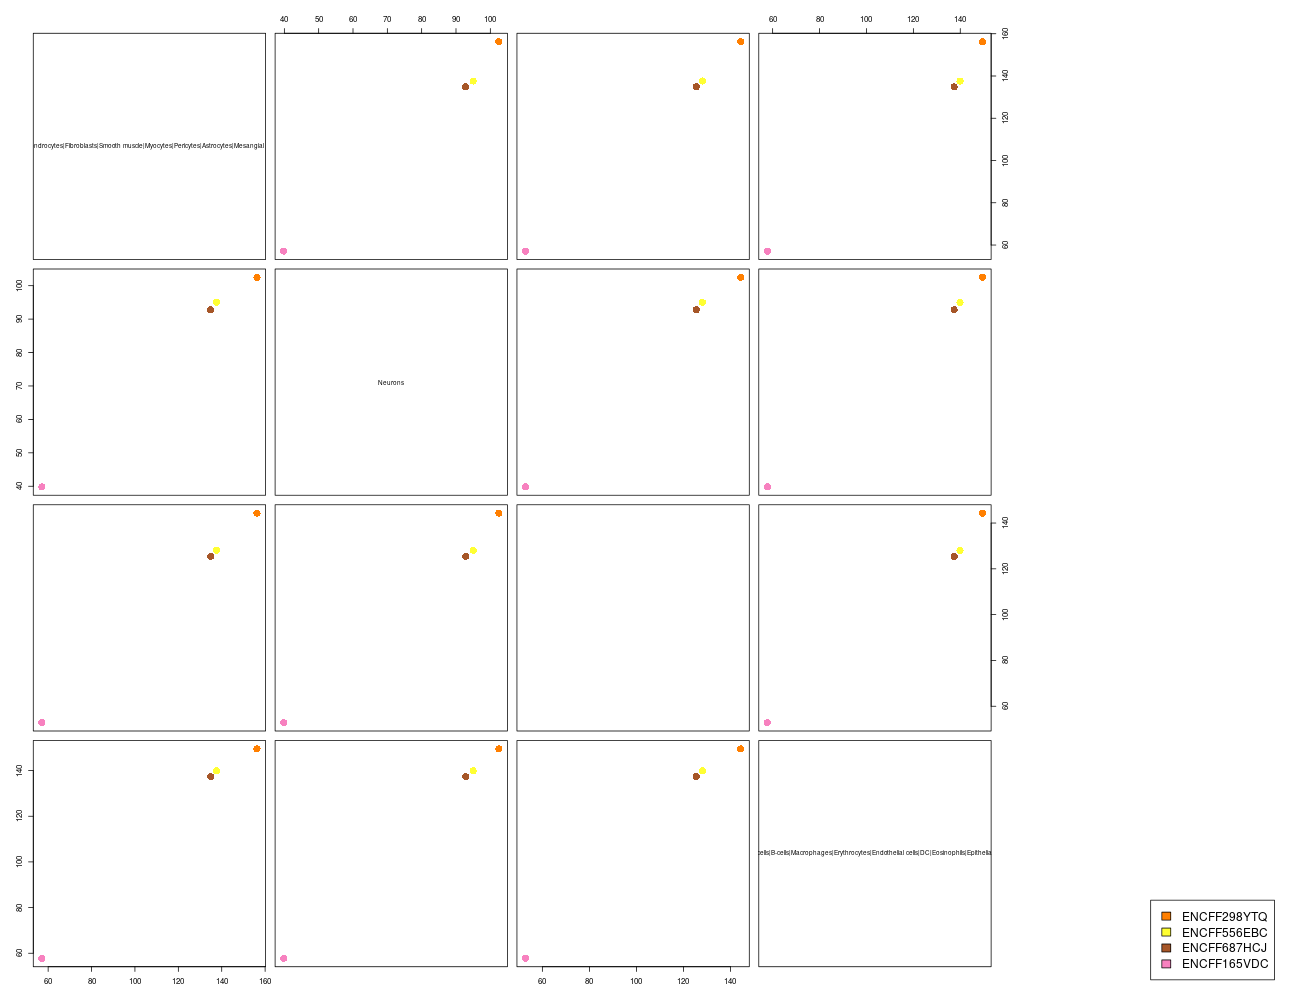 40 50 60 70 80 90 100
60 80 100 120 140
60 80 100 120 140 160
ndrocytes|Fibroblasts|Smooth muscle|Myocytes|Pericytes|Astrocytes|Mesangial
40 50 60 70 80 90 100
Neurons
60 80 100 120 140
60 80 100 120 140
cells|B-cells|Macrophages|Erythrocytes|Endothelial cells|DC|Eosinophils|Epithelia
60 80 100 120 140 160
60 80 100 120 140
ENCFF298YTQ
ENCFF556EBC
ENCFF687HCJ
ENCFF165VDC